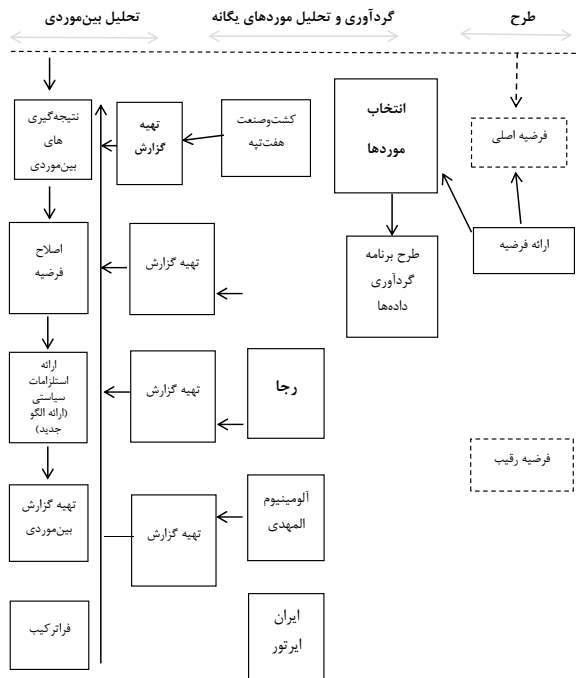 طرح
گردآوری و تحلیل موردهای یگانه
تحلیل بین‌موردی
فرضیه اصلی
ارائه فرضیه
فرضیه رقیب
انتخاب
موردها
طرح برنامه
گردآوری
داده‌ها
کشت‌وصنعت
هفت‌تپه
رجا
آلومینیوم
المهدی
ایران
ایرتور
تهیه
گزارش
تهیه گزارش
تهیه گزارش
تهیه گزارش
نتیجه‌گیری
های
بین‌موردی
اصلاح
فرضیه
ارائه
استلزامات
سیاستی
(ارائه الگو
جدید)
تهیه گزارش
بین‌موردی
فراترکیب